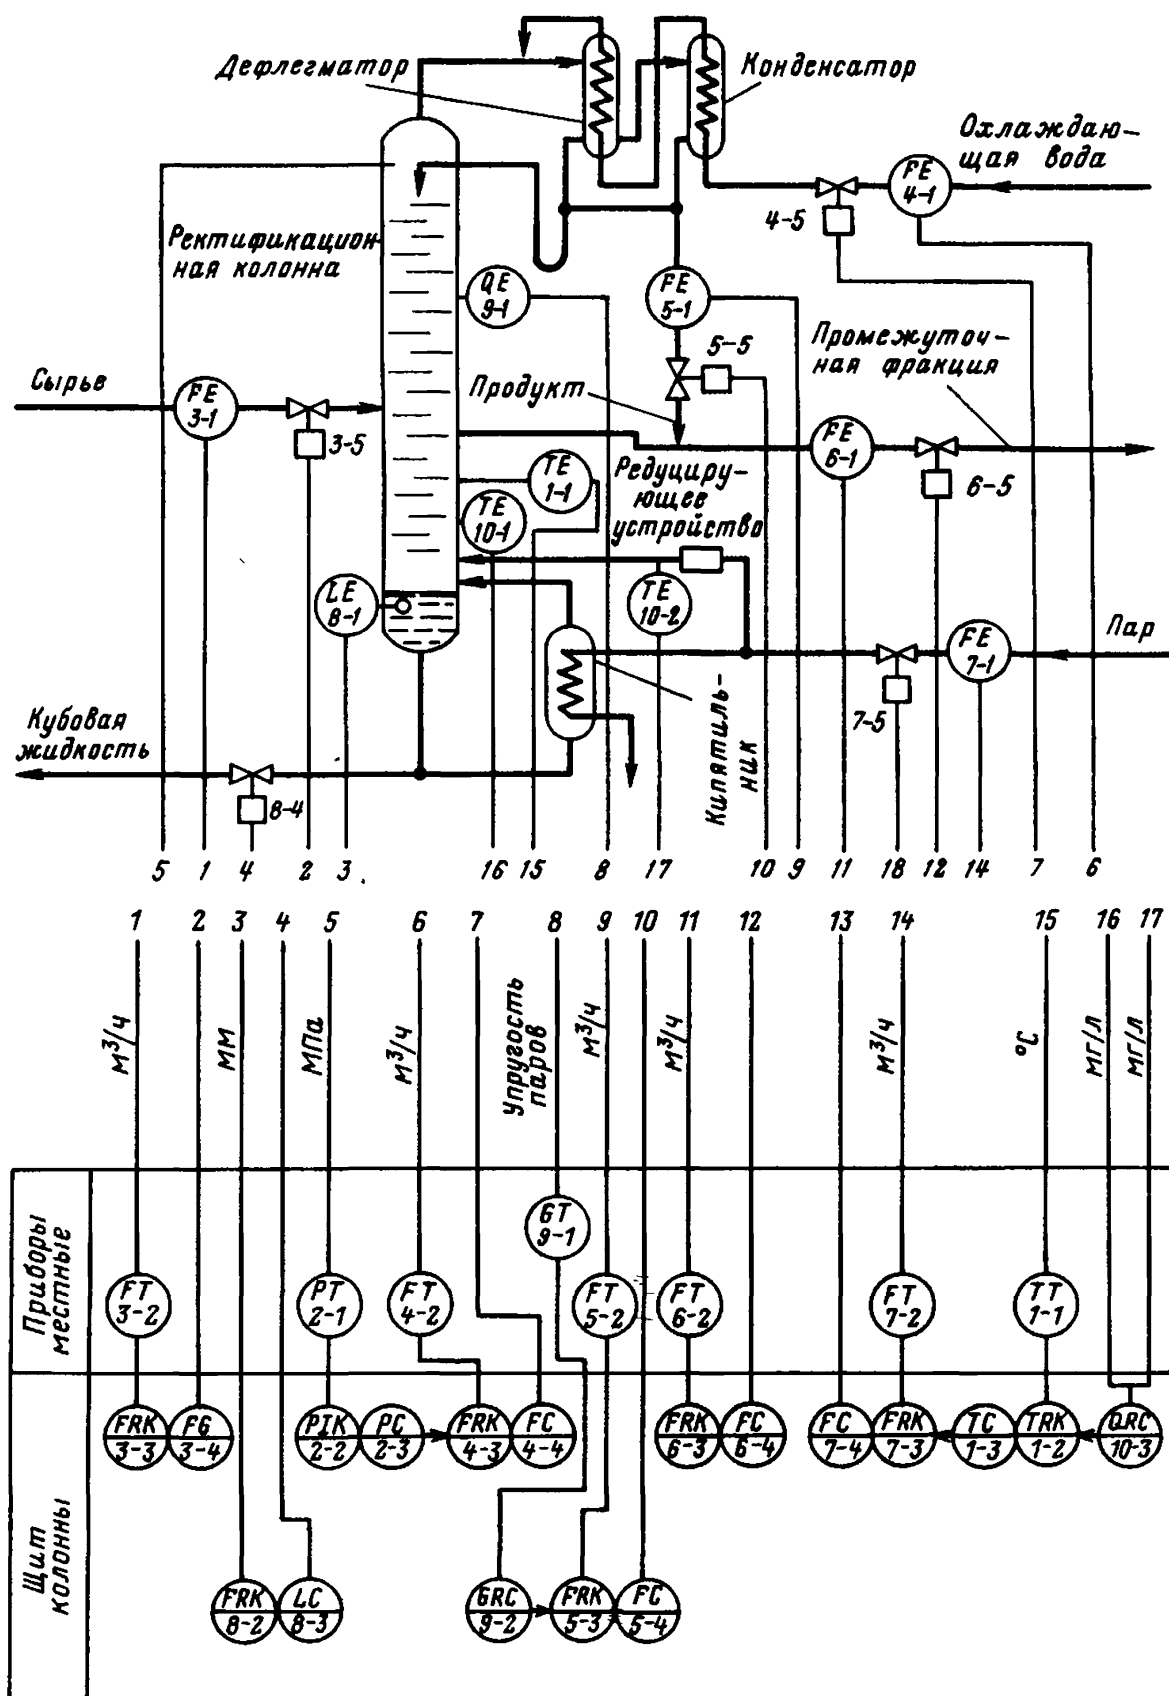 Дефлегматор
Конденсатор
Охлаждаю-
щая вода
FE
4-1
4-5
Ректификацион-
ная колонна
QE
9-1
FE
5-1
5-5
Промежуточ-
ная фракция
Сырье
FE
3-1
3-5
Продукт
FE
6-1
6-5
TE
1-1
TE
10-1
Редуцирую-
ющее
устройство
LE
8-1
TE
10-2
FE
7-1
Пар
7-5
Кубовая
жидкость
8-4
Кипятиль-
ник
5 1 4 2 3 16 15 8 17 10 9 11 18 12 14 7 6
1 2 3 4 5 6 7 8 9 10 11 12 13 14 15 16 17
м³/ч
мм
МПа
м³/ч
Упругость
паров
м³/ч
м³/ч
м³/ч
°C
мг/л
мг/л
Приборы
местные
GT
9-1
FT
3-2
PT
2-1
FT
4-2
FT
5-2
FT
6-2
FT
7-2
TT
1-1
Щит
колонны
FRK
3-3
FG
3-4
PIK
2-2
PC
2-3
FRK
4-3
FC
4-4
FRK
6-3
FC
6-4
FC
7-4
FRK
7-3
TC
1-3
TRK
1-2
QRC
10-3
FRK
8-2
LC
8-3
GRC
9-2
FRK
5-3
FC
5-4